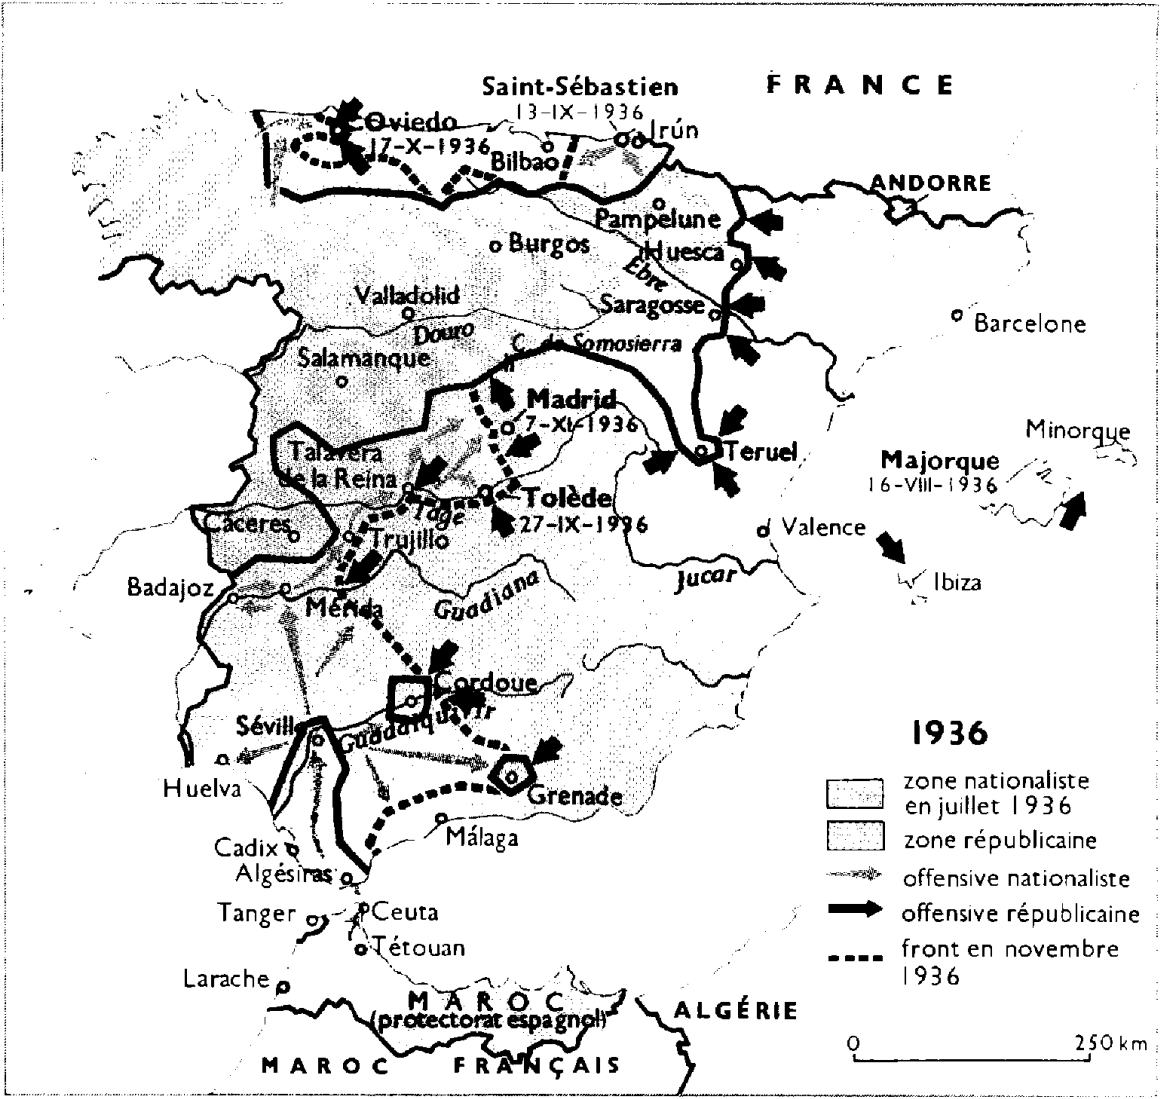 FRANCE
Saint-Sébastien
13-IX-1936
Irún
Oviedo
17-X-1936
Bilbao
ANDORRE
Pampelune
Huesca
Burgos
Èbre
Saragosse
Valladolid
Douro
Barcelone
C. de Somosierra
Salamanque
Madrid
7-XI-1936
Minorque
Talavera
de la Reina
Teruel
Majorque
16-VIII-1936
Tolède
27-IX-1936
Tage
Cáceres
Trujillo
Valence
Badajoz
Mérida
Guadiana
Jucar
Ibiza
Cordoue
Séville
Guadalquivir
Huelva
Grenade
Málaga
Cadix
Algésiras
Tanger
Ceuta
Tétouan
Larache
MAROC
(protectorat espagnol)
ALGÉRIE
MAROC FRANÇAIS
1936
zone nationaliste
en juillet 1936
zone républicaine
offensive nationaliste
offensive républicaine
front en novembre
1936
0 250 km